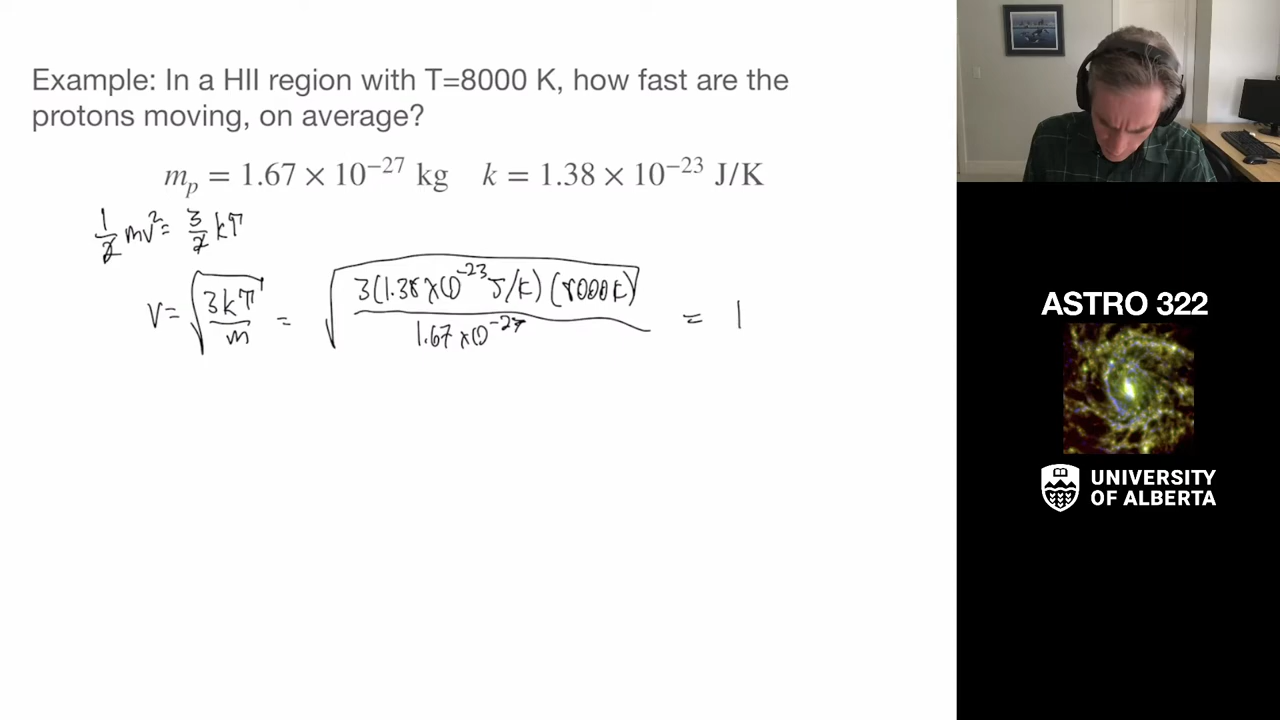 Example: In a HII region with T=8000 K, how fast are the
protons moving, on average?
mₚ = 1.67 × 10⁻²⁷ kg k = 1.38 × 10⁻²³ J/K
1/2 mv² = 3/2 kT
v = √(3kT/m) = √(3(1.38 × 10⁻²³ J/K)(8000K)/1.67 × 10⁻²⁷) = 1
ASTRO 322
UNIVERSITY
OF ALBERTA